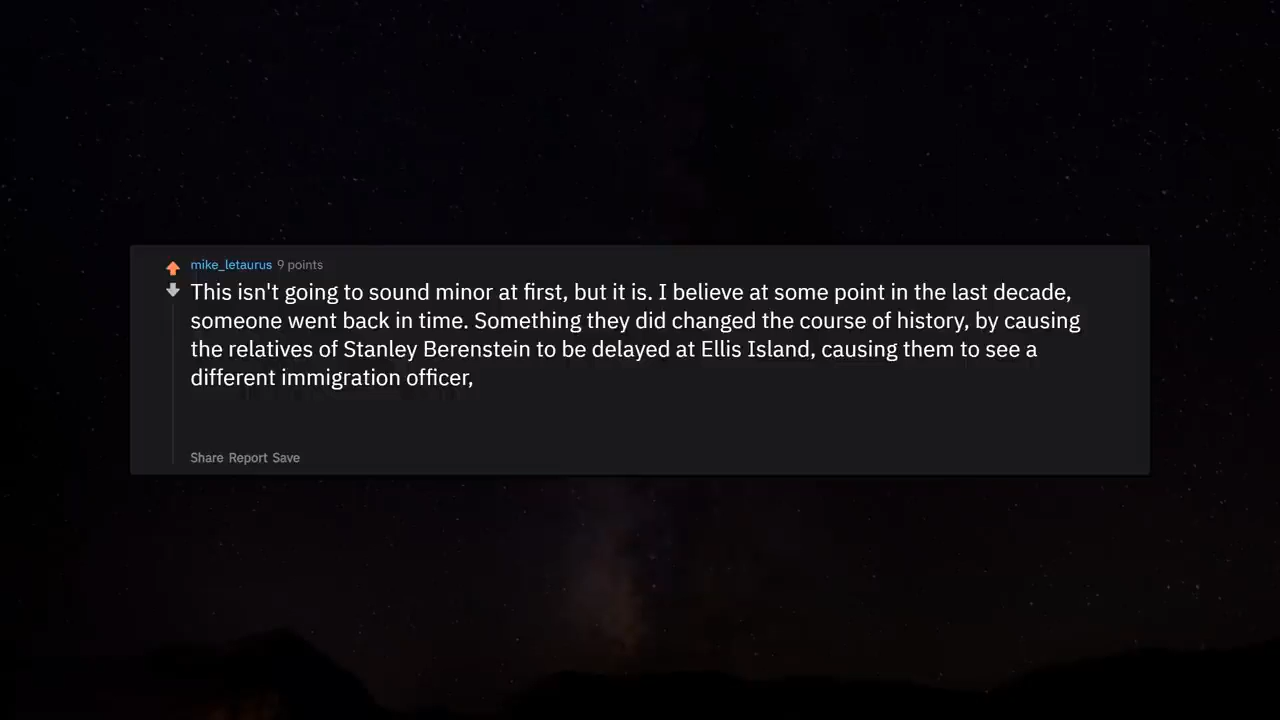 mike_letaurus 9 points
This isn't going to sound minor at first, but it is. I believe at some point in the last decade,
someone went back in time. Something they did changed the course of history, by causing
the relatives of Stanley Berenstein to be delayed at Ellis Island, causing them to see a
different immigration officer,
Share Report Save